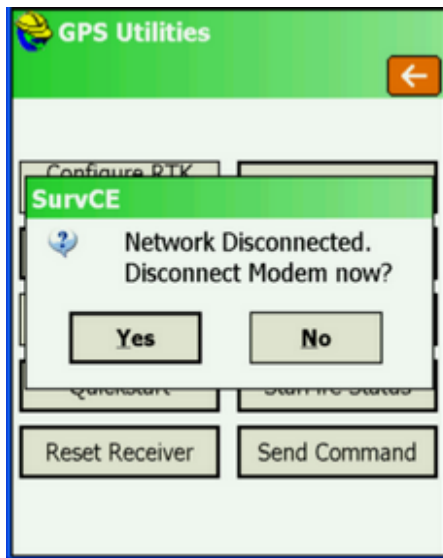 GPS Utilities
Configure RTK
SurvCE
Network Disconnected.
Disconnect Modem now?
Yes
No
Reset Receiver
Send Command